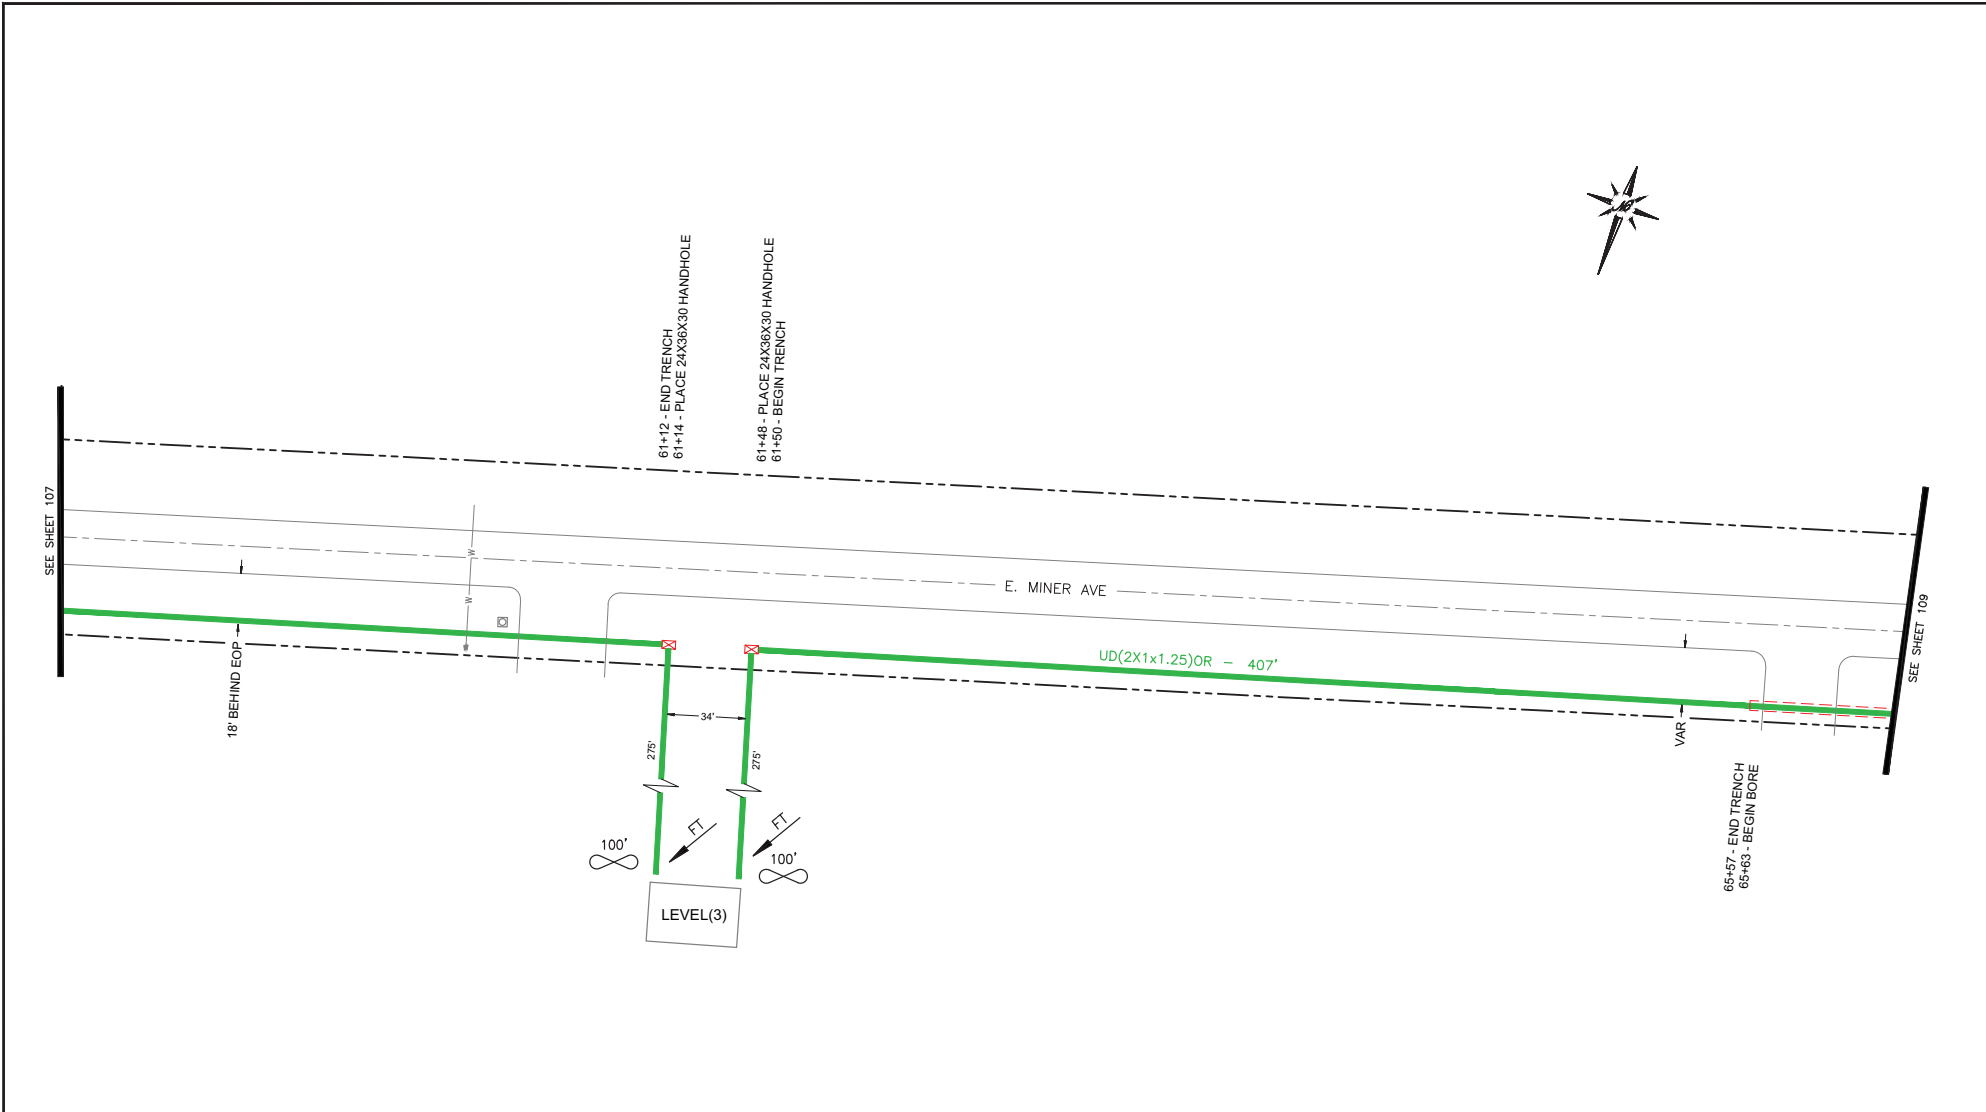 61+12 - END TRENCH
61+14 - PLACE 24X36X30 HANDHOLE
61+48 - PLACE 24X36X30 HANDHOLE
61+50 - BEGIN TRENCH
SEE SHEET 107
W
W
E. MINER AVE
SEE SHEET 109
18' BEHIND EOP
UD(2X1x1.25)OR - 407'
34'
275'
275'
VAR
65+57 - END TRENCH
65+63 - BEGIN BORE
FT
FT
100'
100'
LEVEL(3)